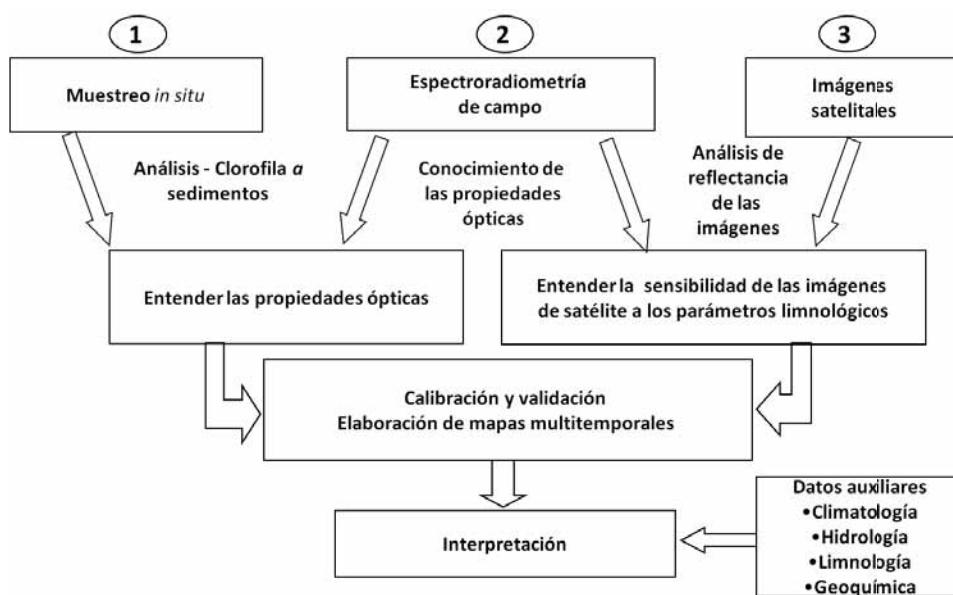 1
2
3
Muestreo in situ
Espectroradiometría
de campo
Imágenes
satelitales
Análisis - Clorofila a
sedimentos
Conocimiento de
las propiedades
ópticas
Análisis de
reflectancia
de las
imágenes
Entender las propiedades ópticas
Entender la sensibilidad de las imágenes
de satélite a los parámetros limnológicos
Calibración y validación
Elaboración de mapas multitemporales
Interpretación
Datos auxiliares
•Climatología
•Hidrología
•Limnología
•Geoquímica